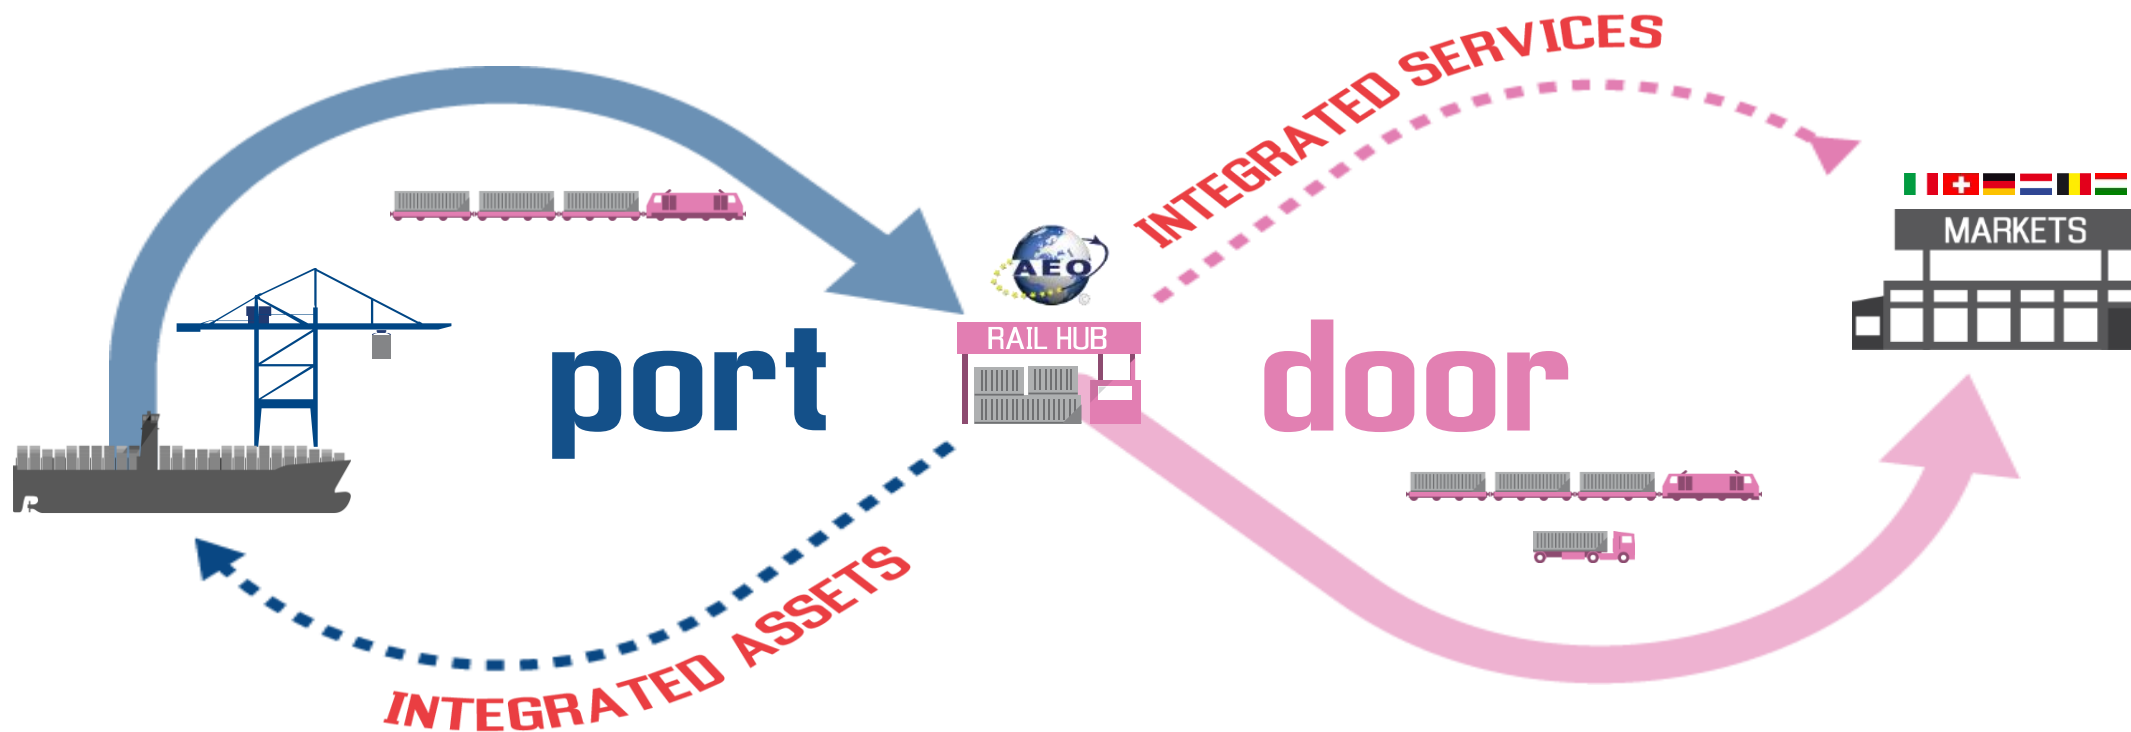 INTEGRATED SERVICES
MARKETS
AEO
©
RAIL HUB
port
door
INTEGRATED ASSETS